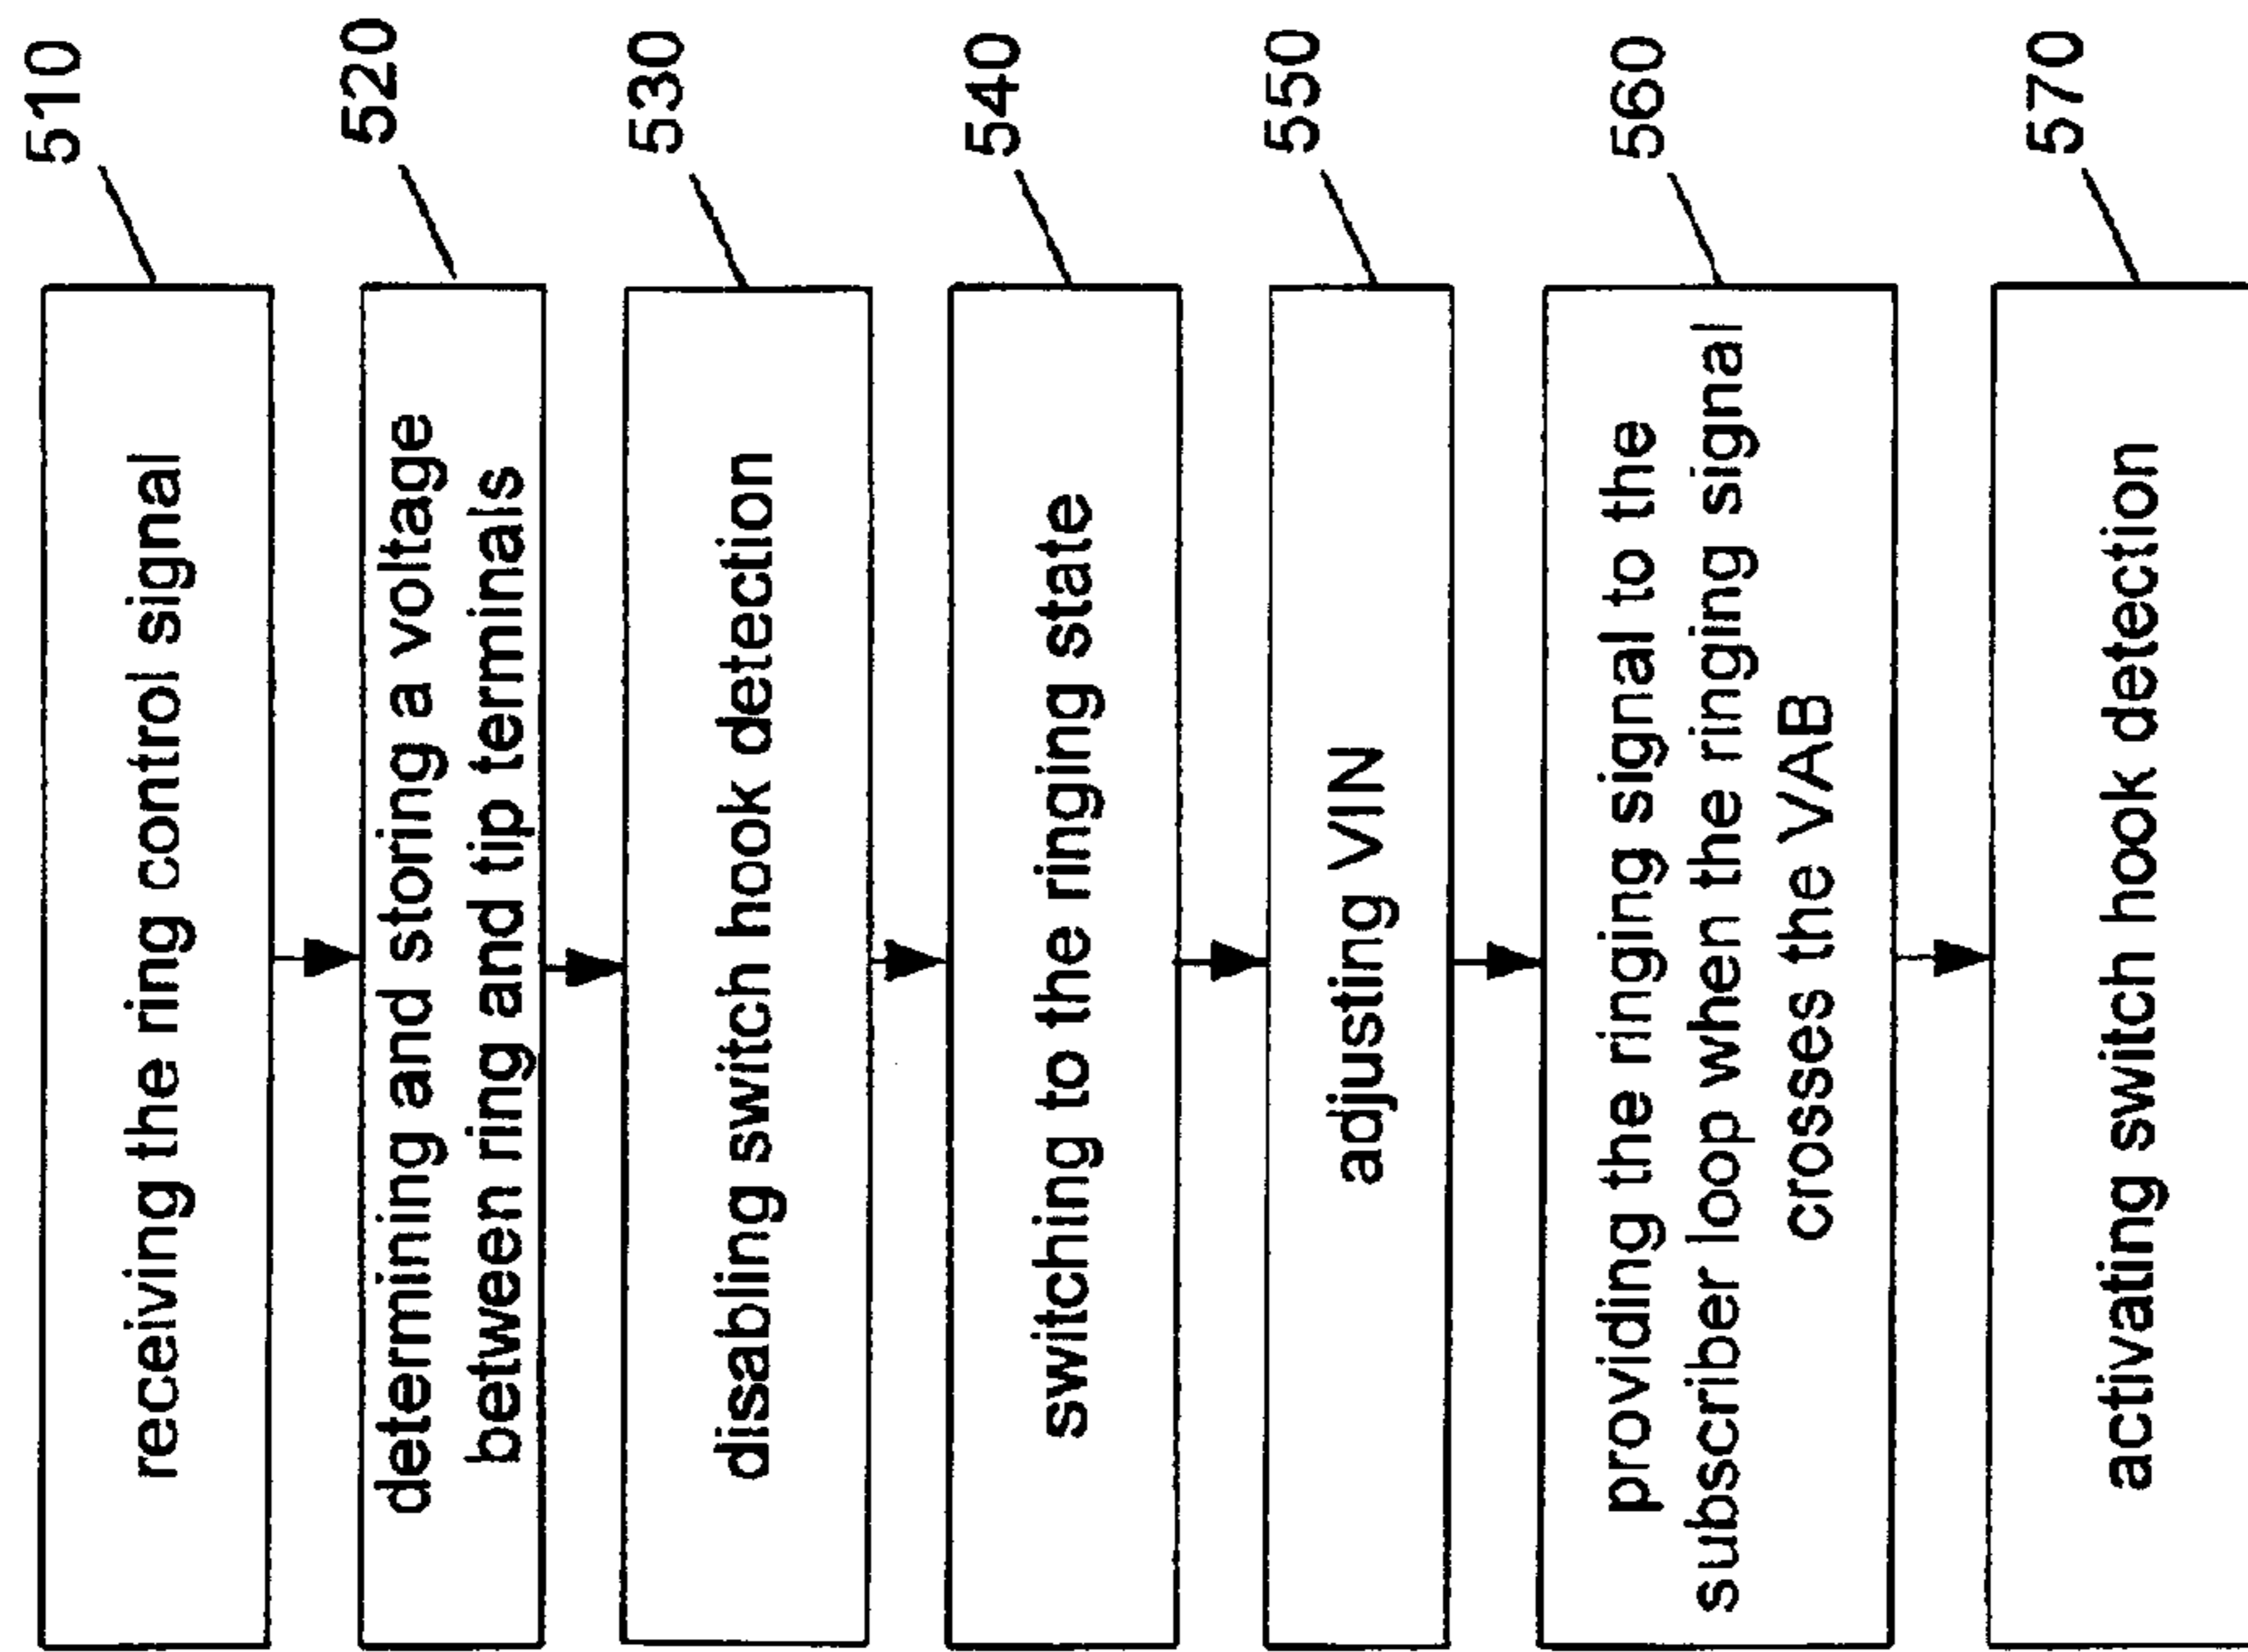 510
receiving the ring control signal
520
determining and storing a voltage
between ring and tip terminals
530
disabling switch hook detection
540
switching to the ringing state
550
adjusting VIN
560
providing the ringing signal to the
subscriber loop when the ringing signal
crosses the VAB
570
activating switch hook detection